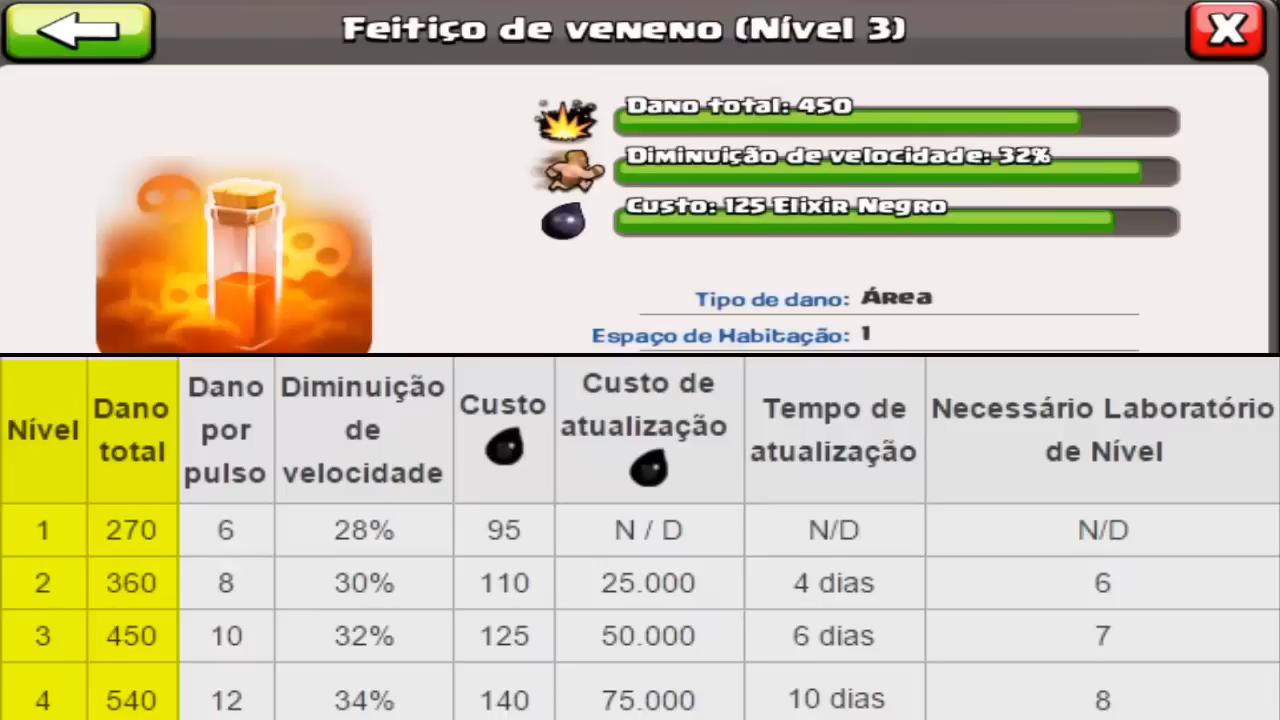 Feitiço de veneno (Nível 3)
Dano total: 450
Diminuição de velocidade: 32%
Custo: 125 Elixir Negro
Tipo de dano: Área
Espaço de Habitação: 1
Nível Dano total Dano por pulso Diminuição de velocidade Custo Custo de atualização Tempo de atualização Necessário Laboratório de Nível
1 270 6 28% 95 N / D N/D N/D
2 360 8 30% 110 25.000 4 dias 6
3 450 10 32% 125 50.000 6 dias 7
4 540 12 34% 140 75.000 10 dias 8